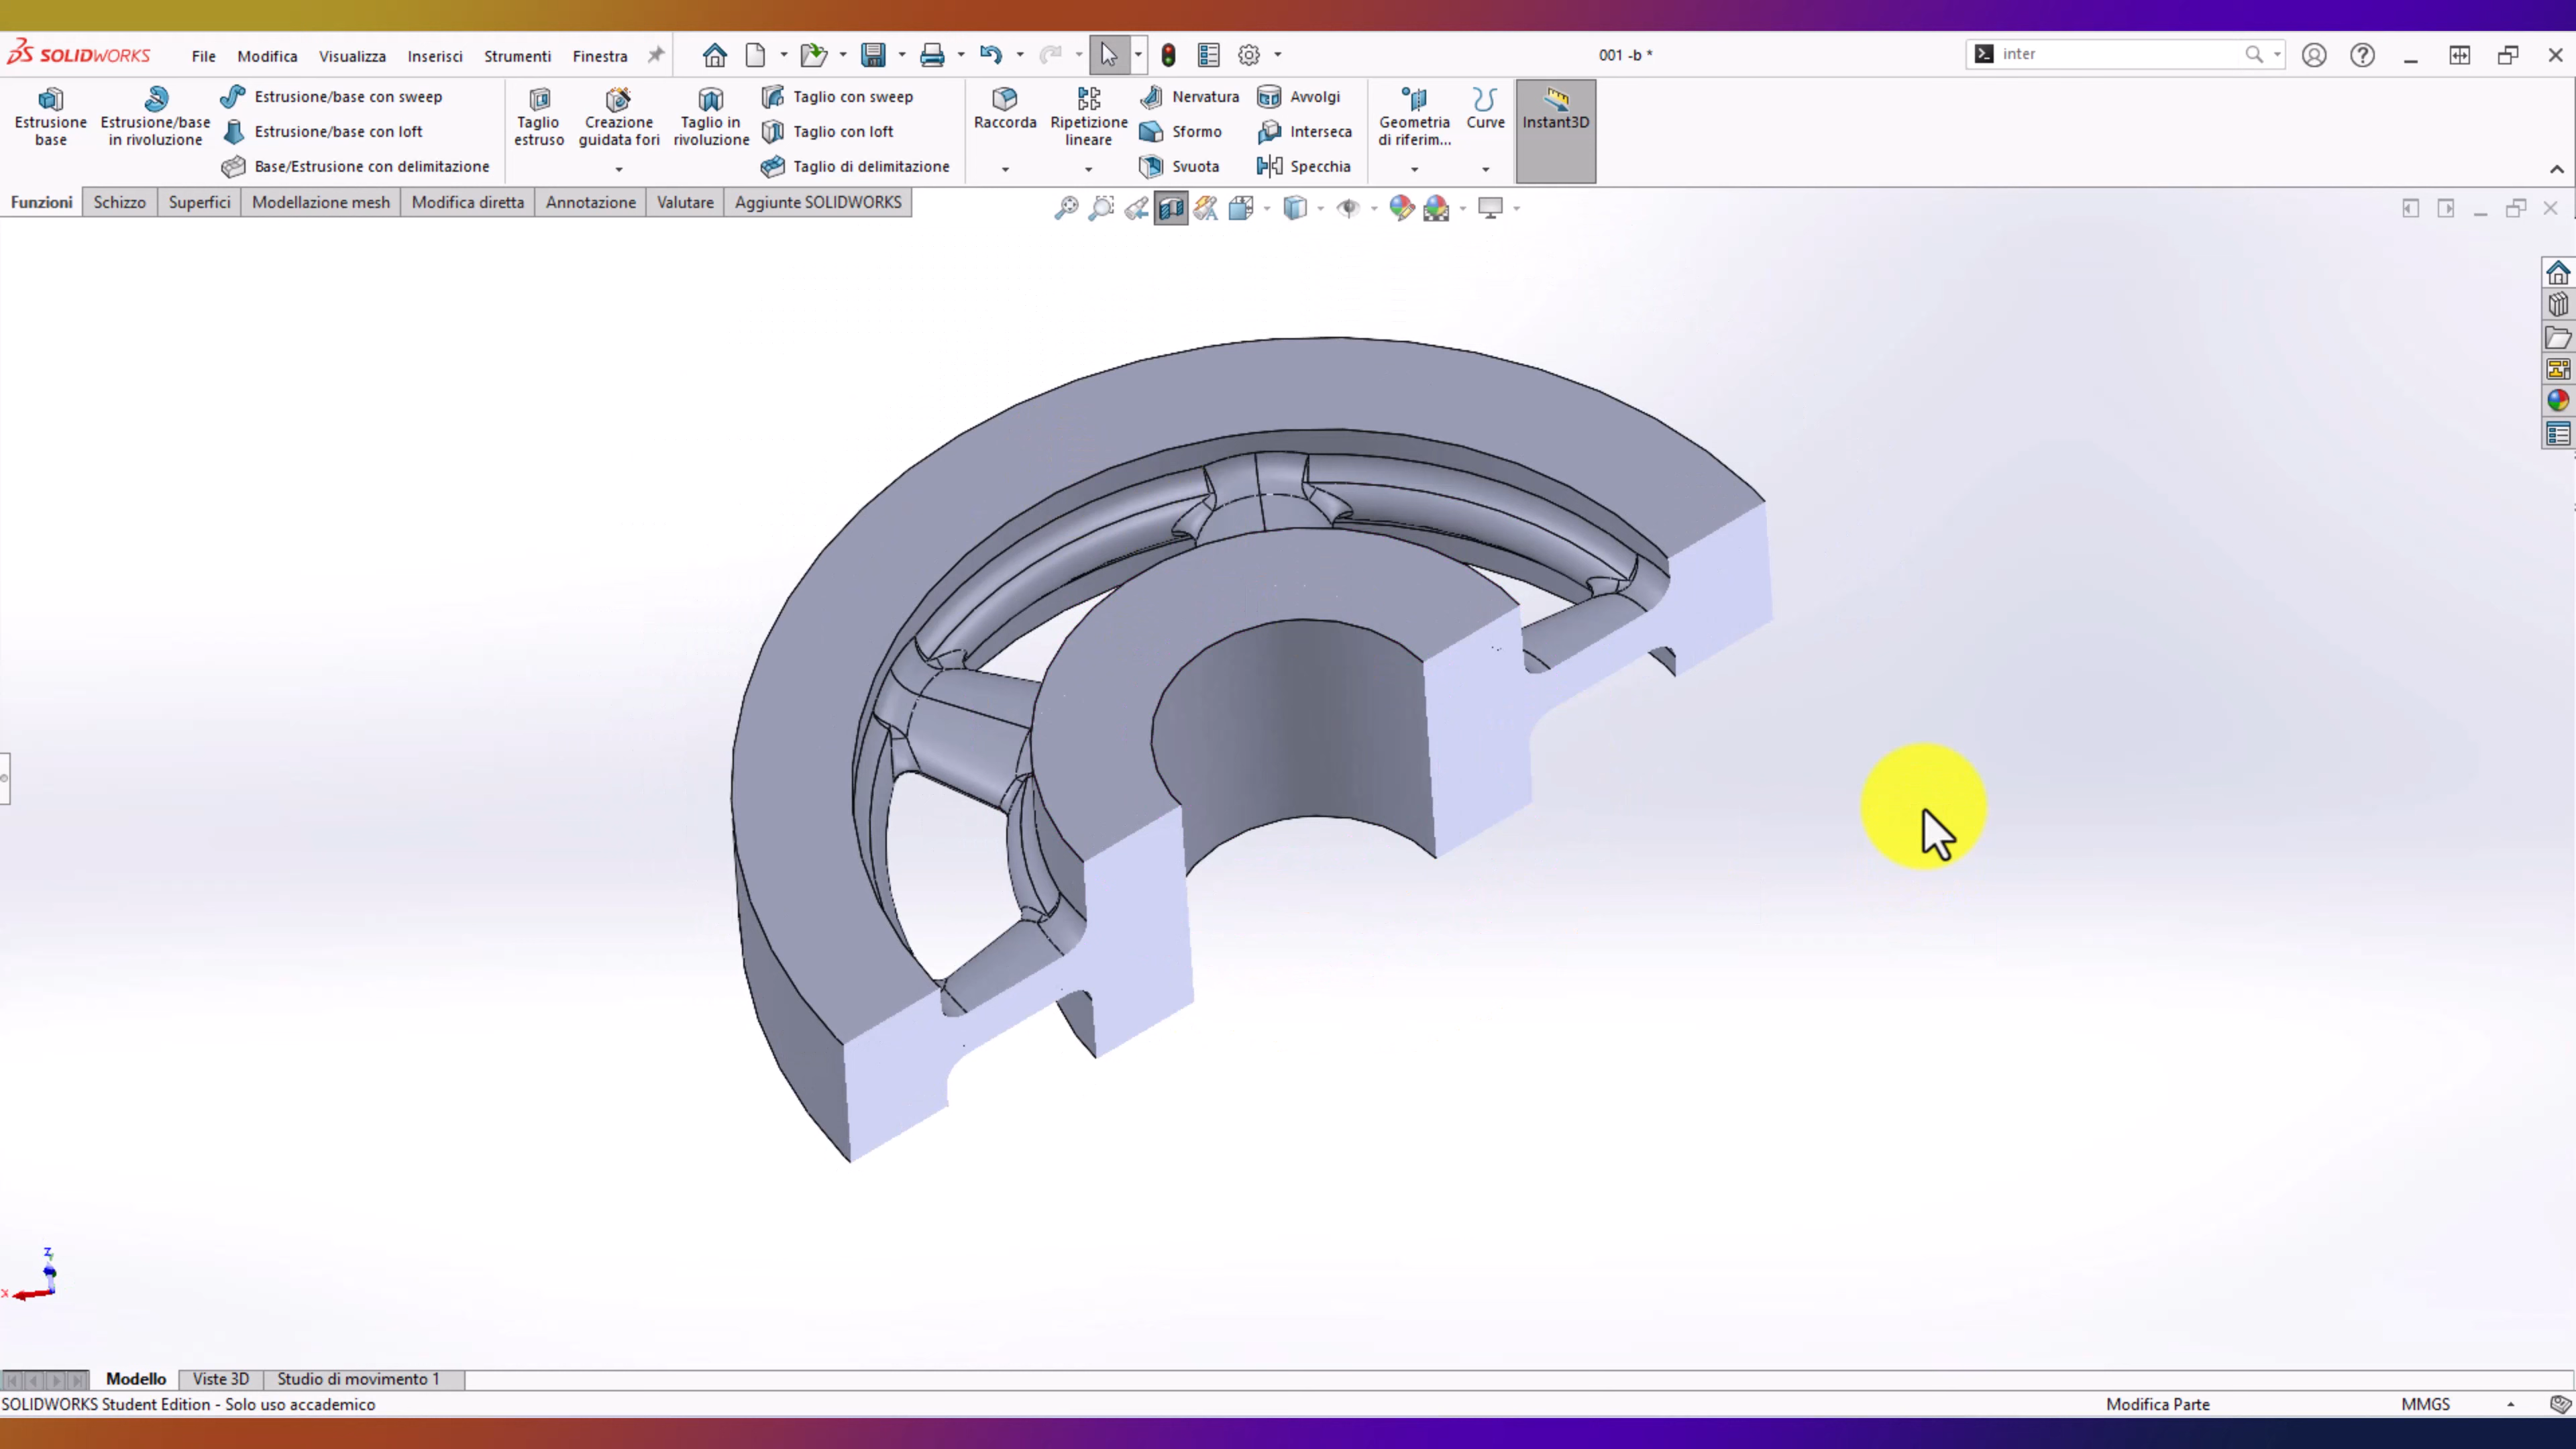 SOLIDWORKS File Modifica Visualizza Inserisci Strumenti Finestra 001 -b * inter
Estrusione base
Estrusione/base in rivoluzione
Estrusione/base con sweep
Estrusione/base con loft
Base/Estrusione con delimitazione
Taglio estruso
Creazione guidata fori
Taglio in rivoluzione
Taglio con sweep
Taglio con loft
Taglio di delimitazione
Raccorda
Ripetizione lineare
Nervatura
Sformo
Svuota
Avvolgi
Interseca
Specchia
Geometria di riferim...
Curve
Instant3D
Funzioni Schizzo Superfici Modellazione mesh Modifica diretta Annotazione Valutare Aggiunte SOLIDWORKS
Z
X
Modello Viste 3D Studio di movimento 1
SOLIDWORKS Student Edition - Solo uso accademico Modifica Parte MMGS